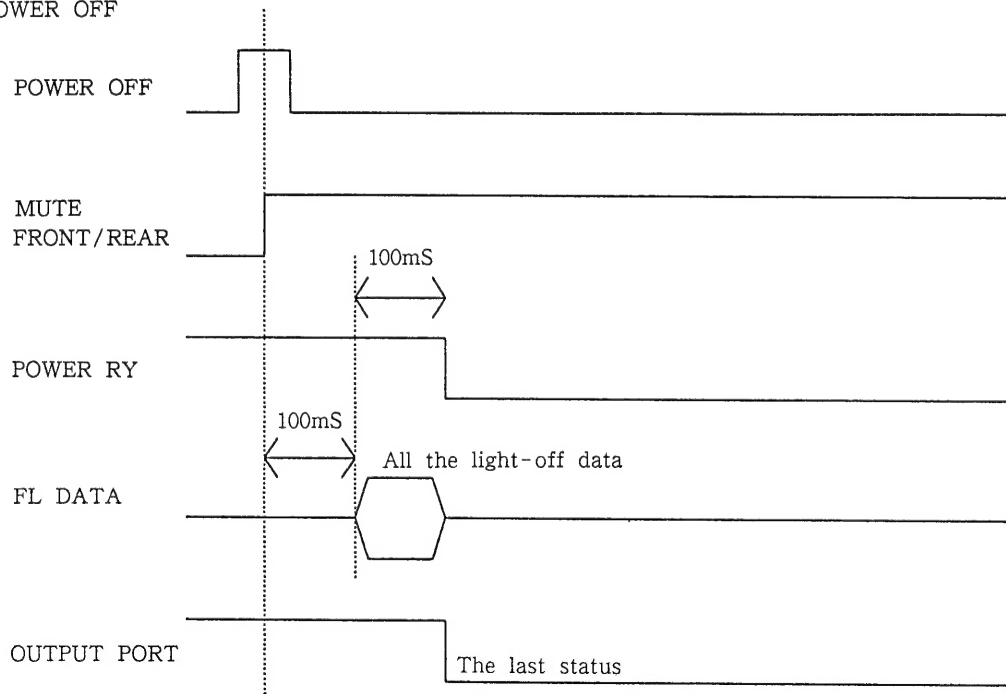 POWER OFF
POWER OFF
MUTE
FRONT/REAR
100mS
POWER RY
100mS
All the light-off data
FL DATA
OUTPUT PORT
The last status